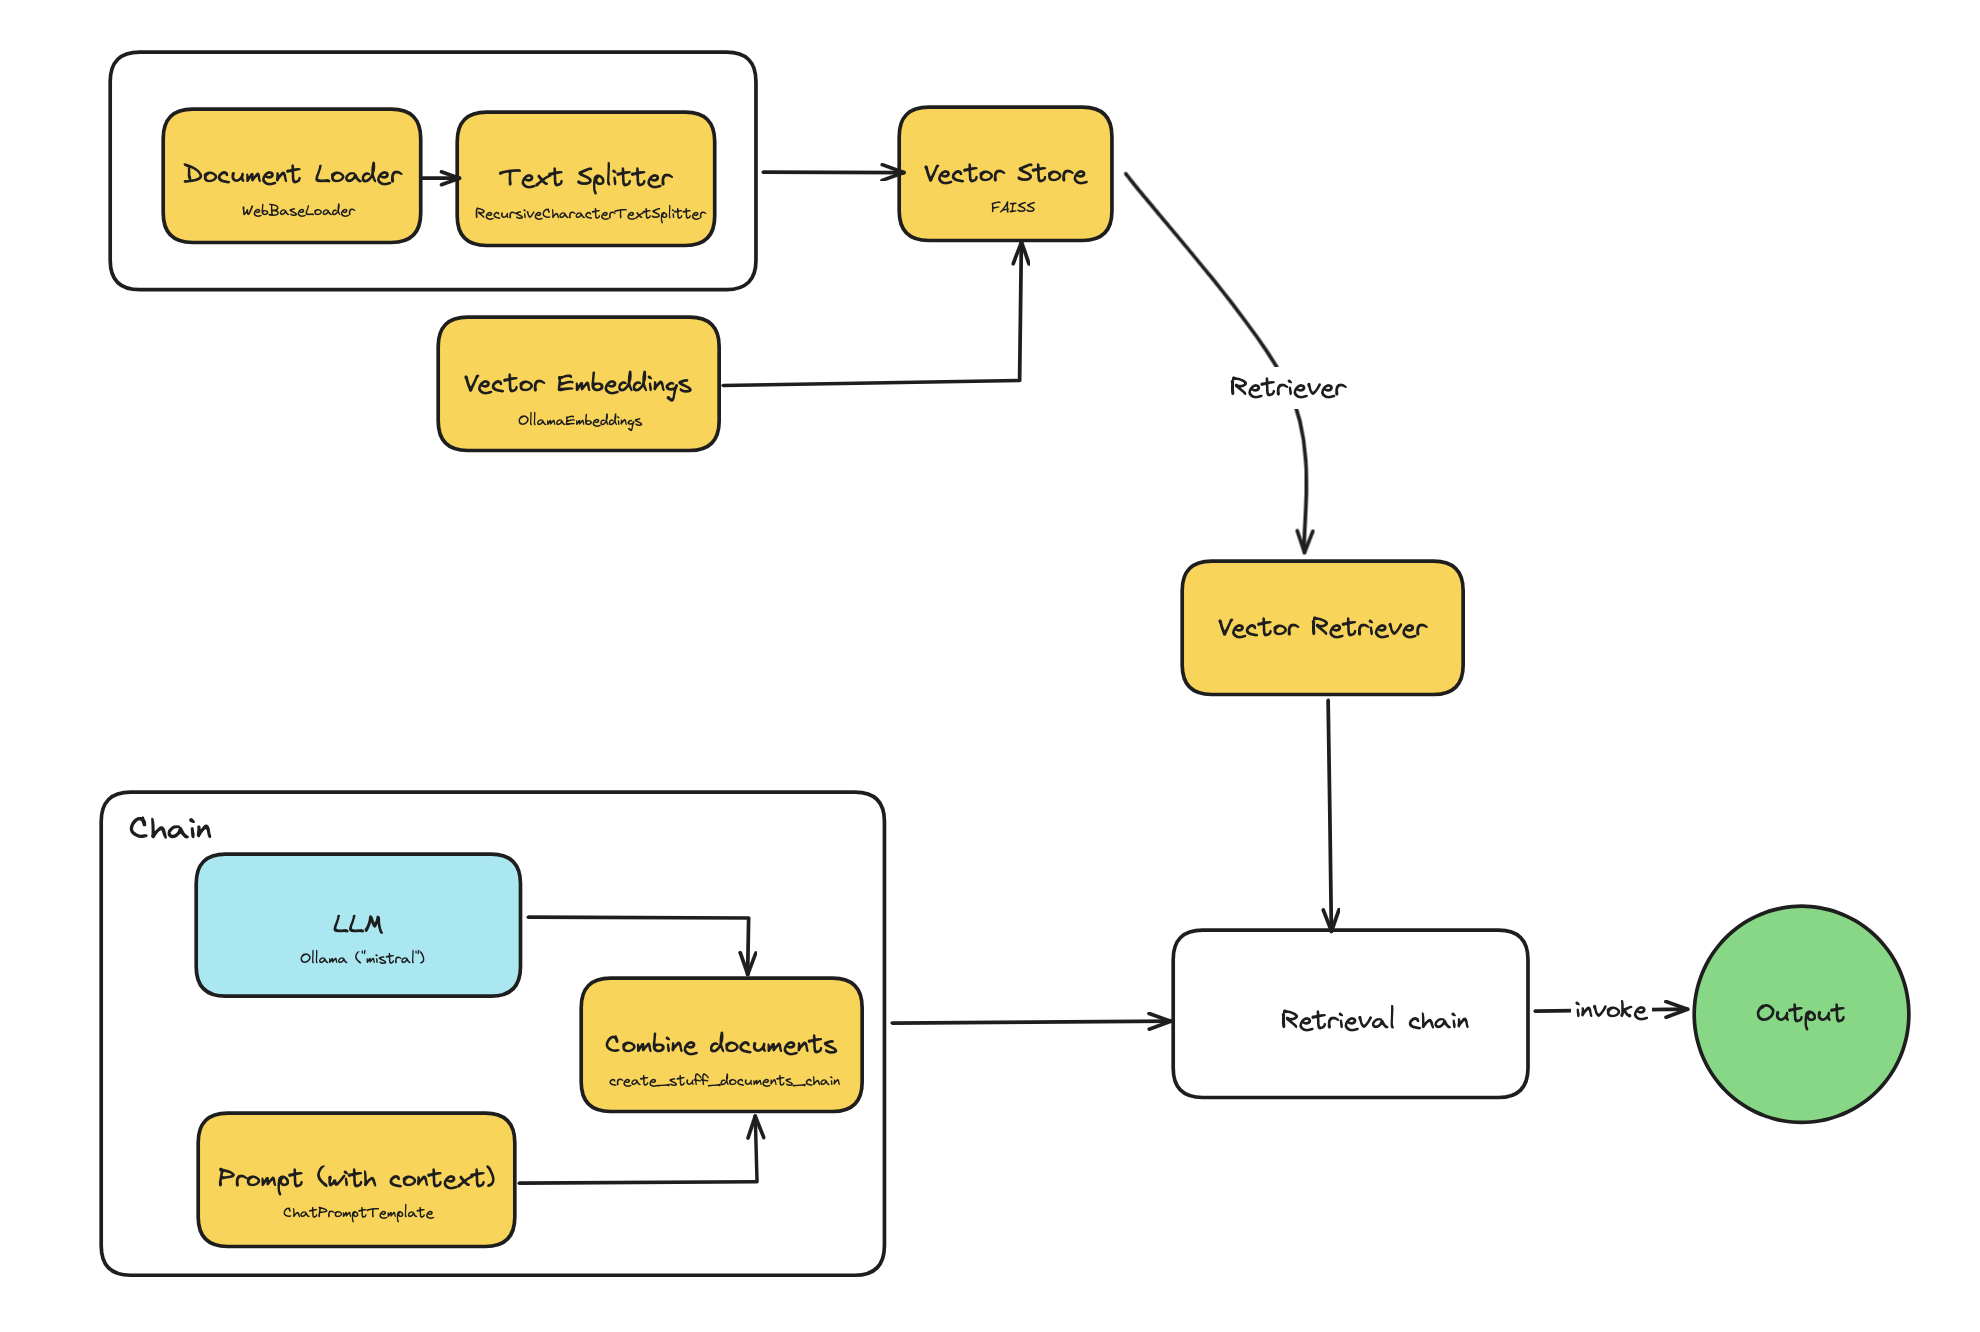 Document Loader
WebBaseLoader
Text Splitter
RecursiveCharacterTextSplitter
Vector Store
FAISS
Vector Embeddings
OllamaEmbeddings
Retriever
Vector Retriever
Chain
LLM
Ollama ("mistral")
Combine documents
create_stuff_documents_chain
Prompt (with context)
ChatPromptTemplate
Retrieval chain
invoke
Output